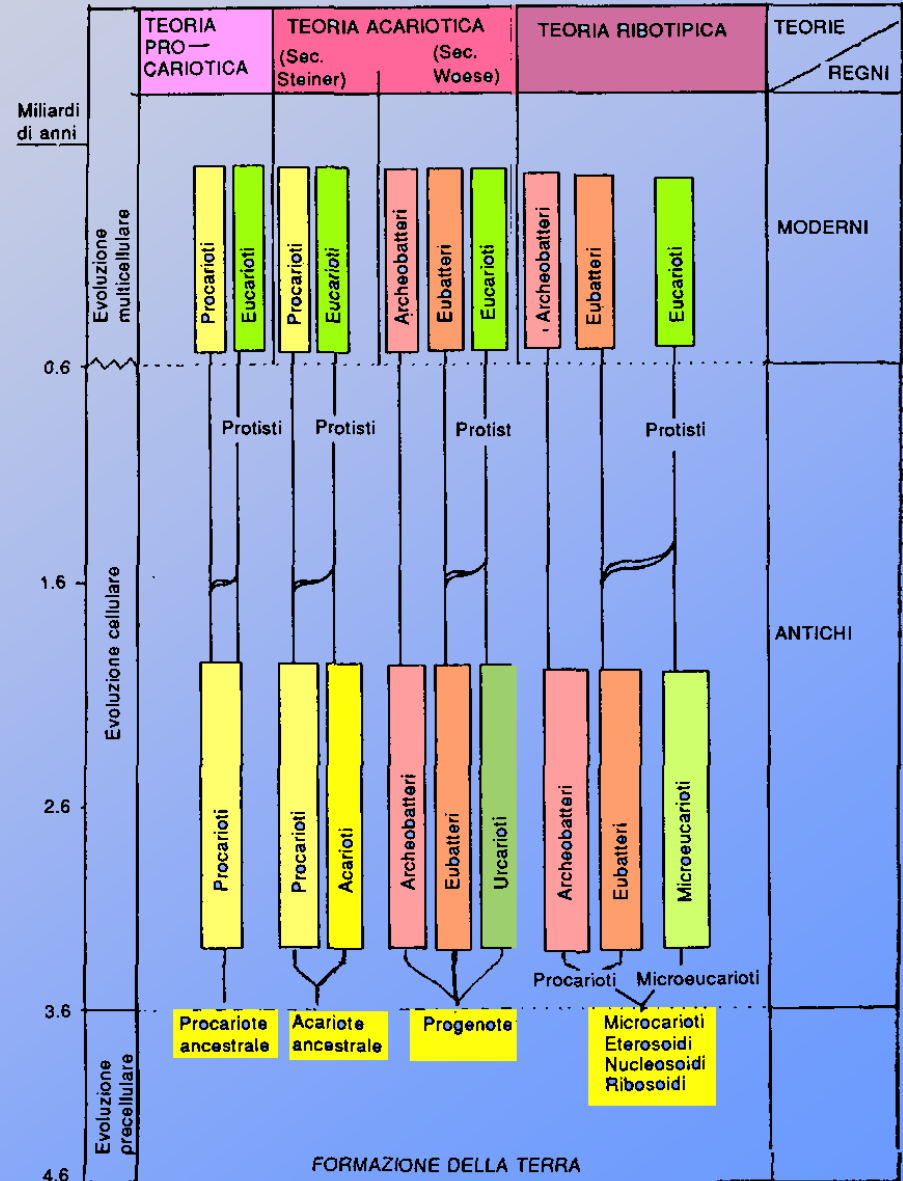 TEORIA
PRO—
CARIOTICA
TEORIA ACARIOTICA
(Sec.
Steiner)
(Sec.
Woese)
TEORIA RIBOTIPICA
TEORIE
REGNI
Miliardi
di anni
Evoluzione
multicellulare
Procarioti
Eucarioti
Procarioti
Eucarioti
Archeobatteri
Eubatteri
Eucarioti
Archeobatteri
Eubatteri
Eucarioti
MODERNI
0.6
Protisti
Protisti
Protist
Protisti
1.6
Evoluzione cellulare
ANTICHI
2.6
Procarioti
Procarioti
Acarioti
Archeobatteri
Eubatteri
Urcarioti
Archeobatteri
Eubatteri
Microeucarioti
Procarioti
Microeucarioti
3.6
Procariote
ancestrale
Acariote
ancestrale
Progenote
Microcarioti
Eterosoidi
Nucleosoidi
Ribosoidi
Evoluzione
precellulare
4.6
FORMAZIONE DELLA TERRA